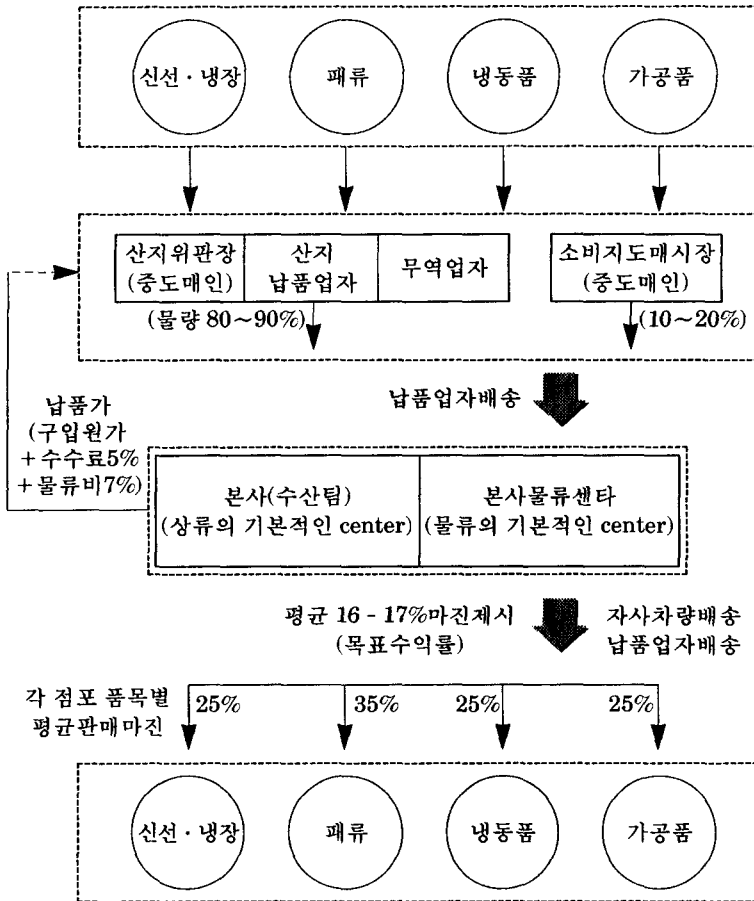 신선 · 냉장
패류
냉동품
가공품
산지위판장
(중도매인)
산지
납품업자
무역업자
소비지도매시장
(중도매인)
(물량 80~90%)
(10~20%)
납품가
(구입원가
+수수료5%
+물류비7%)
납품업자배송
본사(수산팀)
(상류의 기본적인 center)
본사물류센타
(물류의 기본적인 center)
평균 16 - 17%마진제시
(목표수익률)
자사차량배송
납품업자배송
각 점포 품목별
평균판매마진
25%
35%
25%
25%
신선 · 냉장
패류
냉동품
가공품